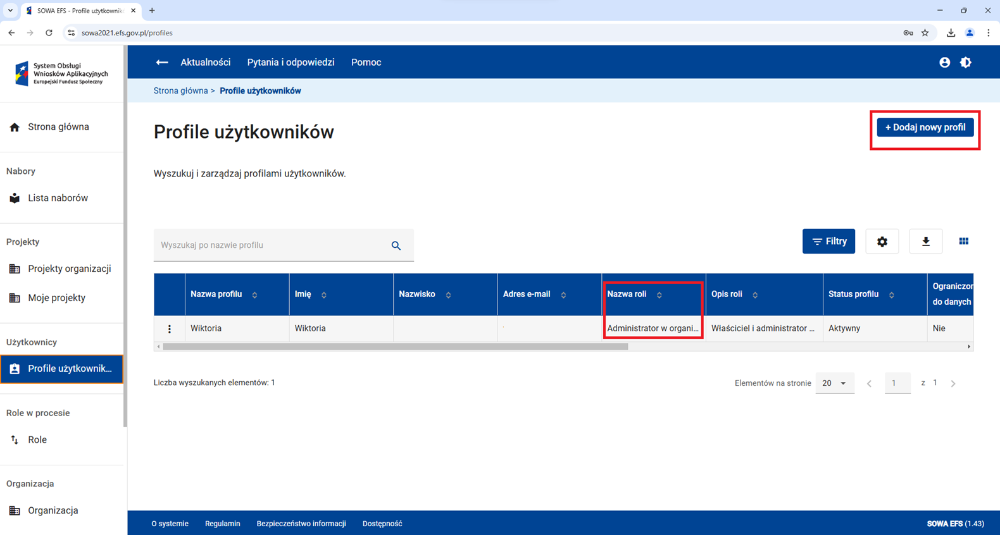 SOWA EFS - Profile użytkownik
sowa2021.efs.gov.pl/profiles
System Obsługi
Wniosków Aplikacyjnych
Europejski Fundusz Społeczny
Aktualności Pytania i odpowiedzi Pomoc
Strona główna > Profile użytkowników
Strona główna
Nabory
Lista naborów
Projekty
Projekty organizacji
Moje projekty
Użytkownicy
Profile użytkownik...
Role w procesie
Role
Organizacja
Organizacja
Profile użytkowników
+ Dodaj nowy profil
Wyszukuj i zarządzaj profilami użytkowników.
Wyszukaj po nazwie profilu
Filtry
Nazwa profilu Imię Nazwisko Adres e-mail Nazwa roli Opis roli Status profilu Ograniczon
do danych
Wiktoria Wiktoria Administrator w organi... Właściciel i administrator ... Aktywny Nie
Liczba wyszukanych elementów: 1
Elementów na stronie 20 1 z 1
O systemie Regulamin Bezpieczeństwo informacji Dostępność
SOWA EFS (1.43)